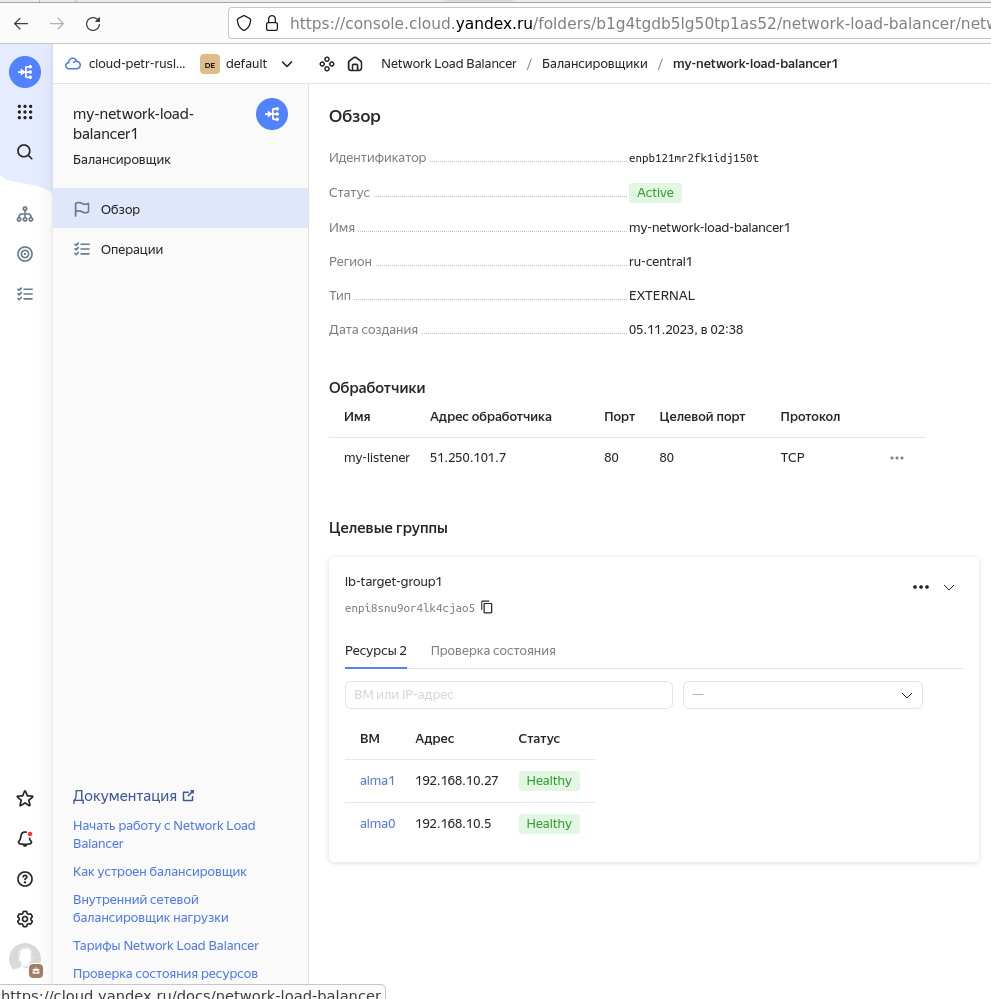 https://console.cloud.yandex.ru/folders/b1g4tgdb5lg50tp1as52/network-load-balancer/netw
cloud-petr-rusl... DE default Network Load Balancer / Балансировщики / my-network-load-balancer1
my-network-load-
balancer1
Балансировщик
Обзор
Операции
Документация
Начать работу с Network Load
Balancer
Как устроен балансировщик
Внутренний сетевой
балансировщик нагрузки
Тарифы Network Load Balancer
Проверка состояния ресурсов
https://cloud.yandex.ru/docs/network-load-balancer
Обзор
Идентификатор enpb121mr2fk1idj150t
Статус Active
Имя my-network-load-balancer1
Регион ru-central1
Тип EXTERNAL
Дата создания 05.11.2023, в 02:38
Обработчики
Имя Адрес обработчика Порт Целевой порт Протокол
my-listener 51.250.101.7 80 80 TCP
Целевые группы
lb-target-group1
enpi8snu9or4lk4cjao5
Ресурсы 2 Проверка состояния
ВМ или IP-адрес —
ВМ Адрес Статус
alma1 192.168.10.27 Healthy
alma0 192.168.10.5 Healthy